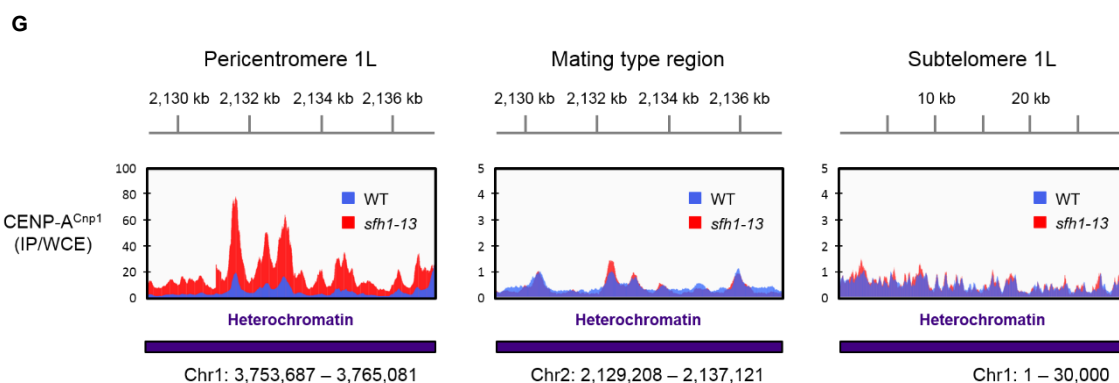 G
Pericentromere 1L
Mating type region
Subtelomere 1L
2,130 kb 2,132 kb 2,134 kb 2,136 kb
2,130 kb 2,132 kb 2,134 kb 2,136 kb
10 kb 20 kb
CENP-A^Cnp1
(IP/WCE)
100
80
60
40
20
0
WT
sfh1-13
5
4
3
2
1
0
WT
sfh1-13
5
4
3
2
1
0
WT
sfh1-13
Heterochromatin
Heterochromatin
Heterochromatin
Chr1: 3,753,687 – 3,765,081
Chr2: 2,129,208 – 2,137,121
Chr1: 1 – 30,000